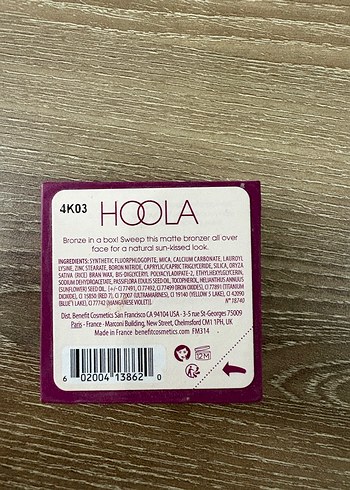 4K03 HOOLA
Bronze in a box! Sweep this matte bronzer all over
face for a natural sun-kissed look.
INGREDIENTS: SYNTHETIC FLUORPHLOGOPITE, MICA, CALCIUM CARBONATE, LAUROYL
LYSINE, ZINC STEARATE, BORON NITRIDE, CAPRYLIC/CAPRIC TRIGLYCERIDE, SILICA, ORYZA
SATIVA (RICE) BRAN WAX, BIS-DIGLYCERYL POLYACYLADIPATE-2, ETHYLHEXYLGLYCERIN,
SODIUM DEHYDROACETATE, PASSIFLORA EDULIS SEED OIL, TOCOPHEROL, HELIANTHUS ANNUUS
(SUNFLOWER) SEED OIL. [+/- CI 77491, CI 77492, CI 77499 (IRON OXIDES), CI 77891 (TITANIUM
DIOXIDE), CI 15850 (RED 7), CI 77007 (ULTRAMARINES), CI 19140 (YELLOW 5 LAKE), CI 42090
(BLUE 1 LAKE), CI 77742 (MANGANESE VIOLET)]. N° 18740
Dist. Benefit Cosmetics San Francisco CA 94104 USA • 3-5 rue St-Georges 75009
Paris - France • Marconi Building, New Street, Chelmsford CM1 1PH, UK
Made in France benefitcosmetics.com FM314
12M
6 02004 13862 0